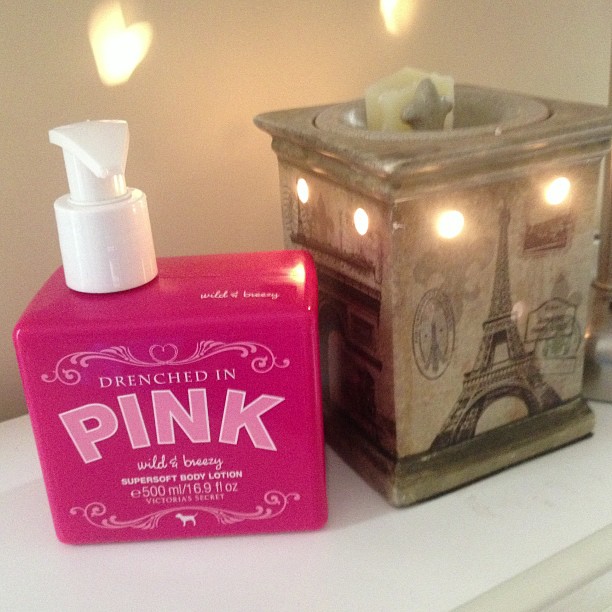 wild & breezy
DRENCHED IN
PINK
wild & breezy
SUPERSOFT BODY LOTION
e 500 ml/16.9 fl oz
VICTORIA'S SECRET